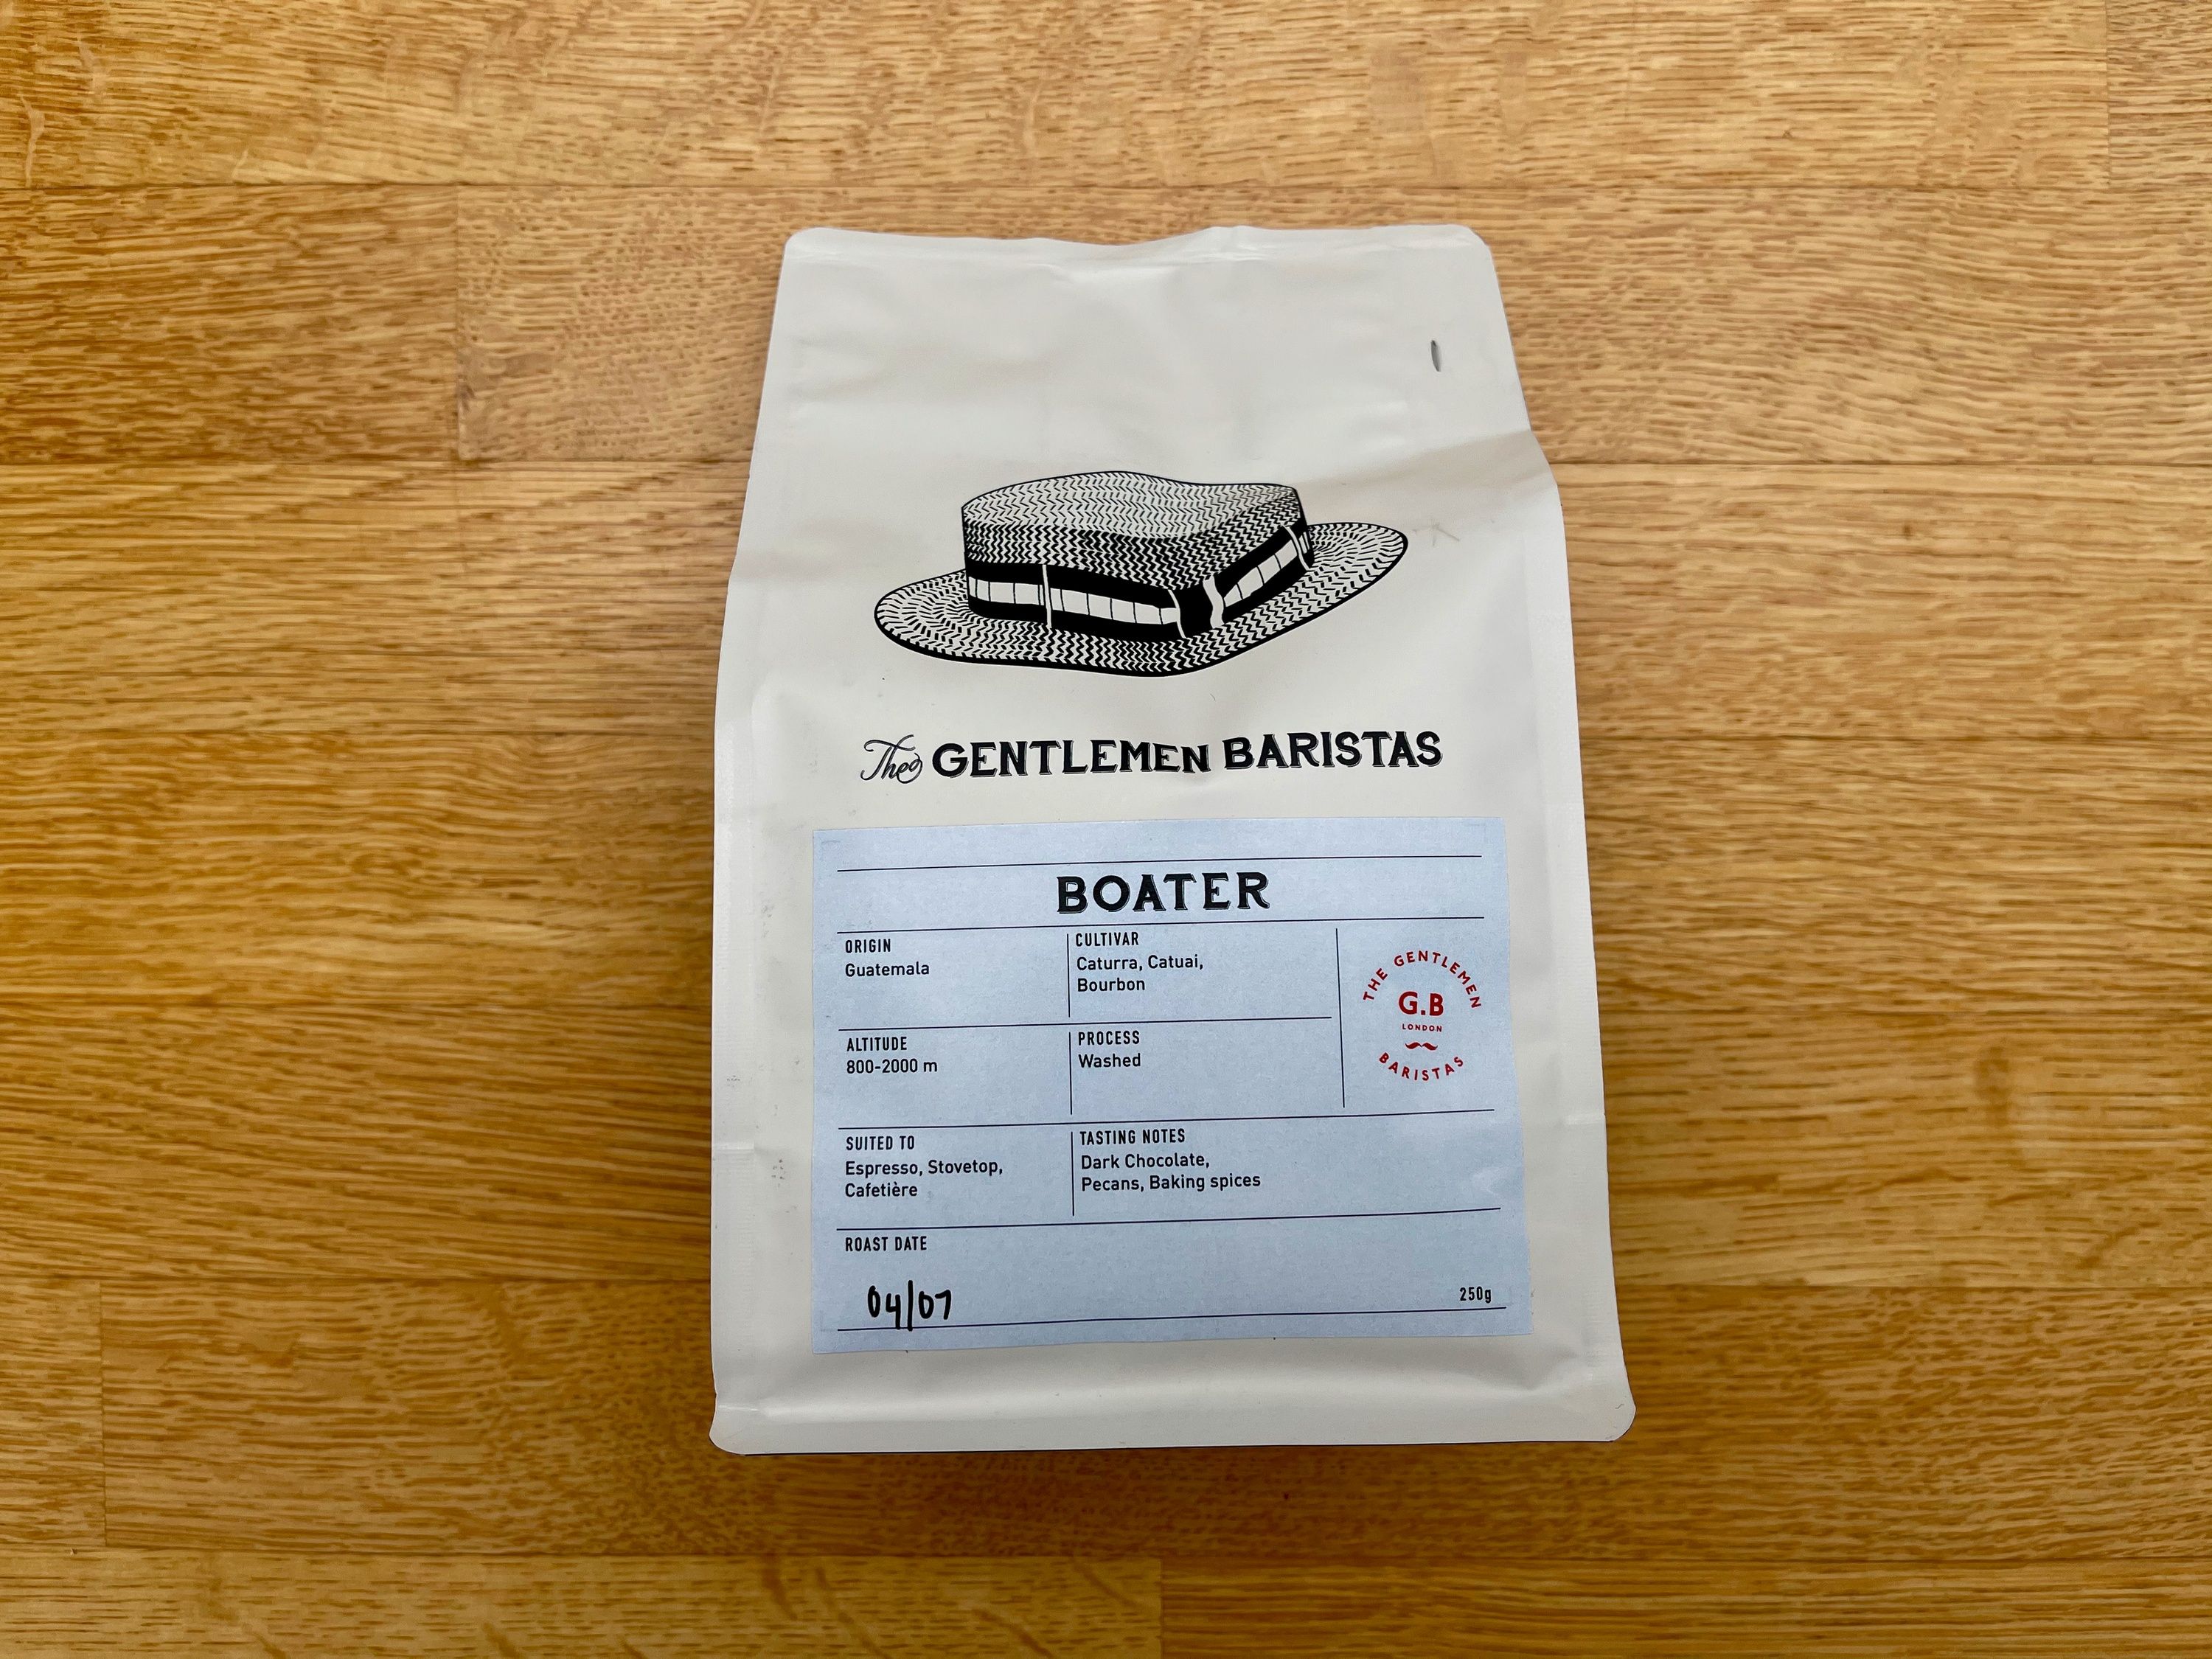 The GENTLEMEN BARISTAS
BOATER
ORIGIN
Guatemala
CULTIVAR
Caturra, Catuai,
Bourbon
THE GENTLEMEN
G.B
LONDON
BARISTAS
ALTITUDE
800-2000 m
PROCESS
Washed
SUITED TO
Espresso, Stovetop,
Cafetière
TASTING NOTES
Dark Chocolate,
Pecans, Baking spices
ROAST DATE
04/07
250g